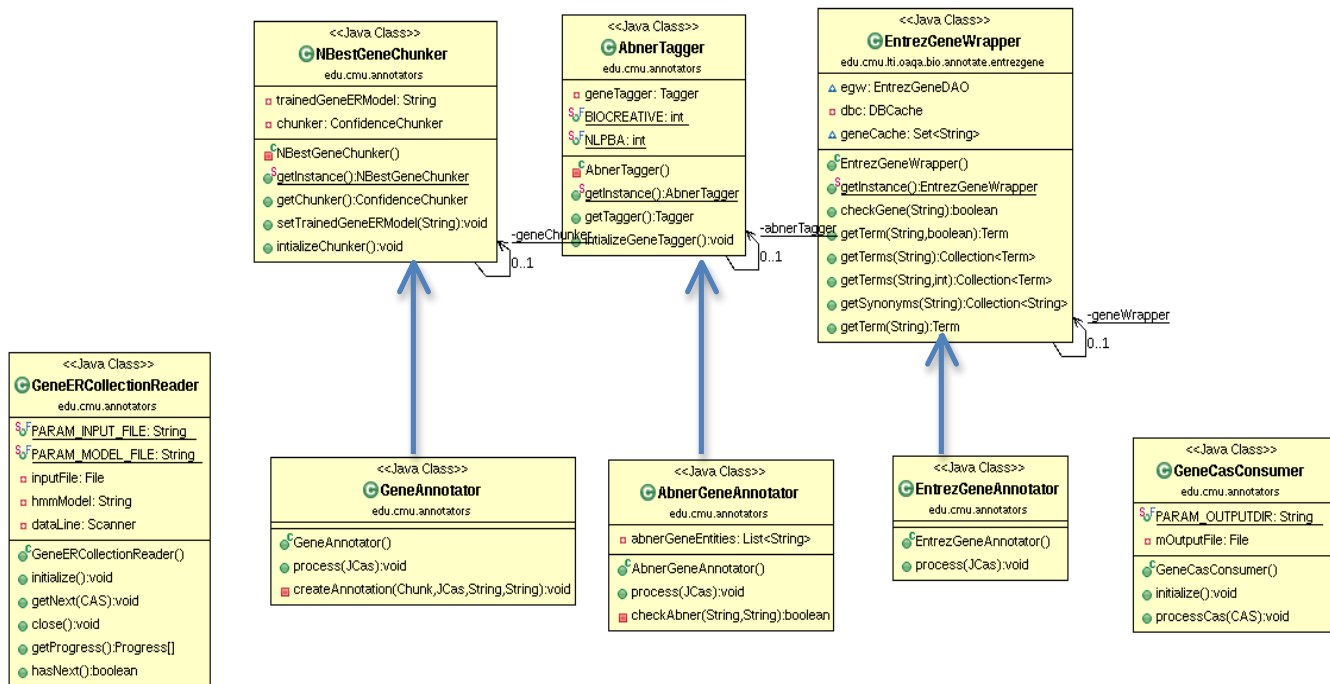 <<Java Class>>
NBestGeneChunker
edu.cmu.annotators
trainedGeneERModel: String
chunker: ConfidenceChunker
NBestGeneChunker()
getInstance():NBestGeneChunker
getChunker():ConfidenceChunker
setTrainedGeneERModel(String):void
intializeChunker():void
-geneChunker
0..1
<<Java Class>>
AbnerTagger
edu.cmu.annotators
geneTagger: Tagger
BIOCREATIVE: int
NLPBA: int
AbnerTagger()
getInstance():AbnerTagger
getTagger():Tagger
intializeGeneTagger():void
-abnerTagger
0..1
<<Java Class>>
EntrezGeneWrapper
edu.cmu.lti.oaqa.bio.annotate.entrezgene
egw: EntrezGeneDAO
dbc: DBCache
geneCache: Set<String>
EntrezGeneWrapper()
getInstance():EntrezGeneWrapper
checkGene(String):boolean
getTerm(String,boolean):Term
getTerms(String):Collection<Term>
getTerms(String,int):Collection<Term>
getSynonyms(String):Collection<String>
getTerm(String):Term
-geneWrapper
0..1
<<Java Class>>
GeneERCollectionReader
edu.cmu.annotators
PARAM_INPUT_FILE: String
PARAM_MODEL_FILE: String
inputFile: File
hmmModel: String
dataLine: Scanner
GeneERCollectionReader()
initialize():void
getNext(CAS):void
close():void
getProgress():Progress[]
hasNext():boolean
<<Java Class>>
GeneAnnotator
edu.cmu.annotators
GeneAnnotator()
process(JCas):void
createAnnotation(Chunk,JCas,String,String):void
<<Java Class>>
AbnerGeneAnnotator
edu.cmu.annotators
abnerGeneEntities: List<String>
AbnerGeneAnnotator()
process(JCas):void
checkAbner(String,String):boolean
<<Java Class>>
EntrezGeneAnnotator
edu.cmu.annotators
EntrezGeneAnnotator()
process(JCas):void
<<Java Class>>
GeneCasConsumer
edu.cmu.annotators
PARAM_OUTPUTDIR: String
mOutputFile: File
GeneCasConsumer()
initialize():void
processCas(CAS):void